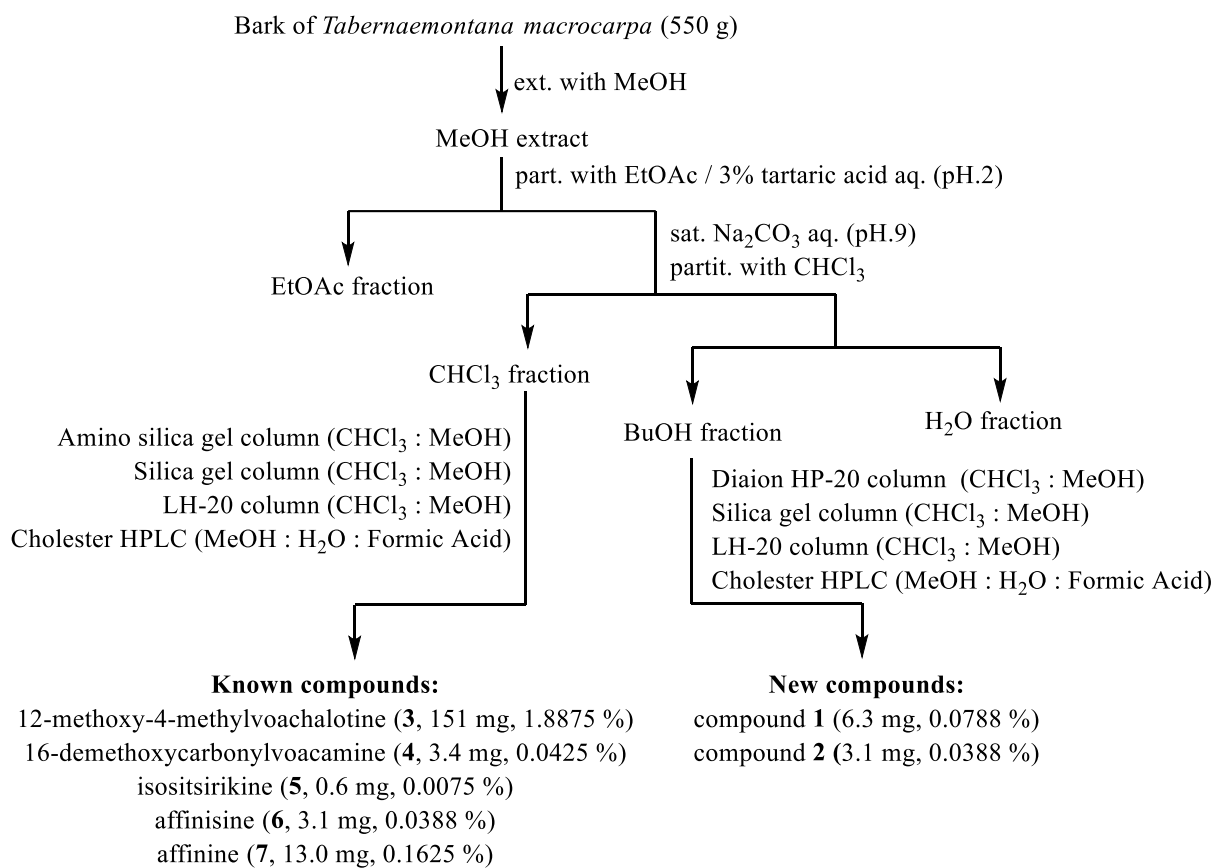 Bark of Tabernaemontana macrocarpa (550 g)
ext. with MeOH
MeOH extract
part. with EtOAc / 3% tartaric acid aq. (pH.2)
sat. Na₂CO₃ aq. (pH.9)
partit. with CHCl₃
EtOAc fraction
CHCl₃ fraction
Amino silica gel column (CHCl₃ : MeOH)
Silica gel column (CHCl₃ : MeOH)
LH-20 column (CHCl₃ : MeOH)
Cholester HPLC (MeOH : H₂O : Formic Acid)
BuOH fraction
H₂O fraction
Diaion HP-20 column (CHCl₃ : MeOH)
Silica gel column (CHCl₃ : MeOH)
LH-20 column (CHCl₃ : MeOH)
Cholester HPLC (MeOH : H₂O : Formic Acid)
Known compounds:
12-methoxy-4-methylvoachalotine (3, 151 mg, 1.8875 %)
16-demethoxycarbonylvoacamine (4, 3.4 mg, 0.0425 %)
isositsirikine (5, 0.6 mg, 0.0075 %)
affinisine (6, 3.1 mg, 0.0388 %)
affinine (7, 13.0 mg, 0.1625 %)
New compounds:
compound 1 (6.3 mg, 0.0788 %)
compound 2 (3.1 mg, 0.0388 %)